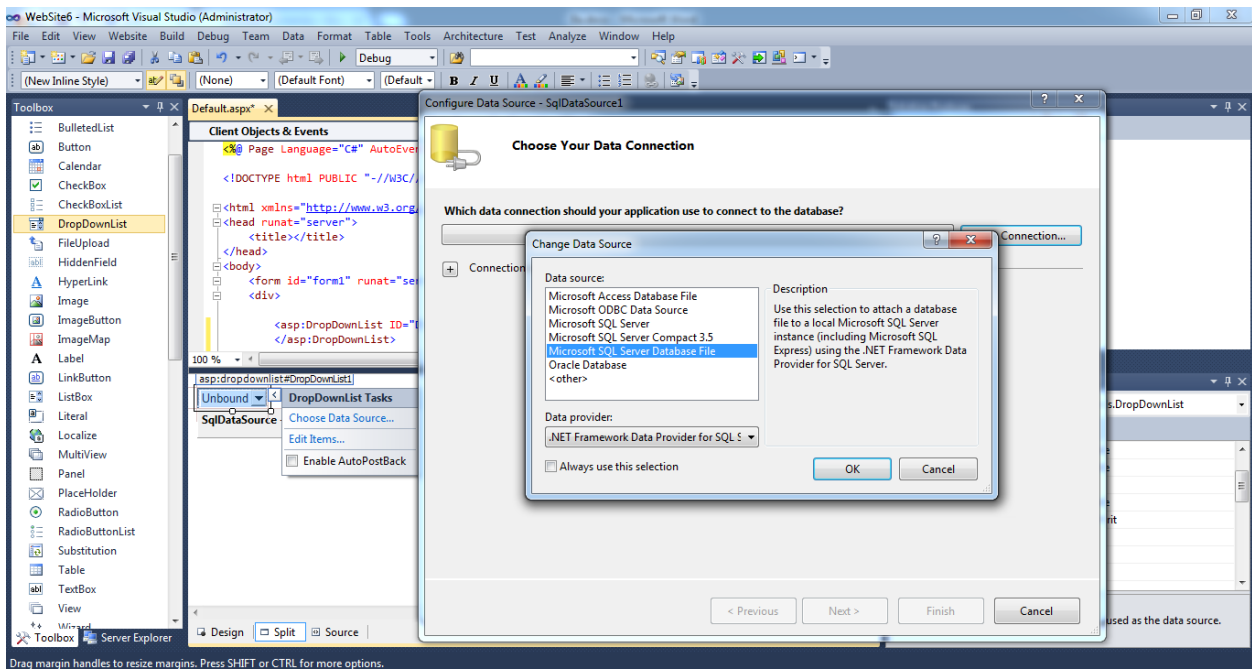 WebSite6 - Microsoft Visual Studio (Administrator)
File Edit View Website Build Debug Team Data Format Table Tools Architecture Test Analyze Window Help
Debug
(New Inline Style) (None) (Default Font) (Default B I U A
Toolbox
BulletedList
Button
Calendar
CheckBox
CheckBoxList
DropDownList
FileUpload
HiddenField
HyperLink
Image
ImageButton
ImageMap
Label
LinkButton
ListBox
Literal
Localize
MultiView
Panel
PlaceHolder
RadioButton
RadioButtonList
Substitution
Table
TextBox
View
Wizard
Toolbox Server Explorer
Default.aspx*
Client Objects & Events
<%@ Page Language="C#" AutoEver
<!DOCTYPE html PUBLIC "-//W3C/
<html xmlns="http://www.w3.org
<head runat="server">
<title></title>
</head>
<body>
<form id="form1" runat="ser
<div>
<asp:DropDownList ID="
</asp:DropDownList>
100 %
asp:dropdownlist#DropDownList1
Unbound
SqlDataSource
DropDownList Tasks
Choose Data Source...
Edit Items...
Enable AutoPostBack
Design Split Source
Configure Data Source - SqlDataSource1
Choose Your Data Connection
Which data connection should your application use to connect to the database?
Connection...
Connection
Change Data Source
Data source:
Microsoft Access Database File
Microsoft ODBC Data Source
Microsoft SQL Server
Microsoft SQL Server Compact 3.5
Microsoft SQL Server Database File
Oracle Database
<other>
Description
Use this selection to attach a database
file to a local Microsoft SQL Server
instance (including Microsoft SQL
Express) using the .NET Framework Data
Provider for SQL Server.
Data provider:
.NET Framework Data Provider for SQL S
Always use this selection
OK Cancel
< Previous Next > Finish Cancel
s.DropDownList
rit
used as the data source.
Drag margin handles to resize margins. Press SHIFT or CTRL for more options.